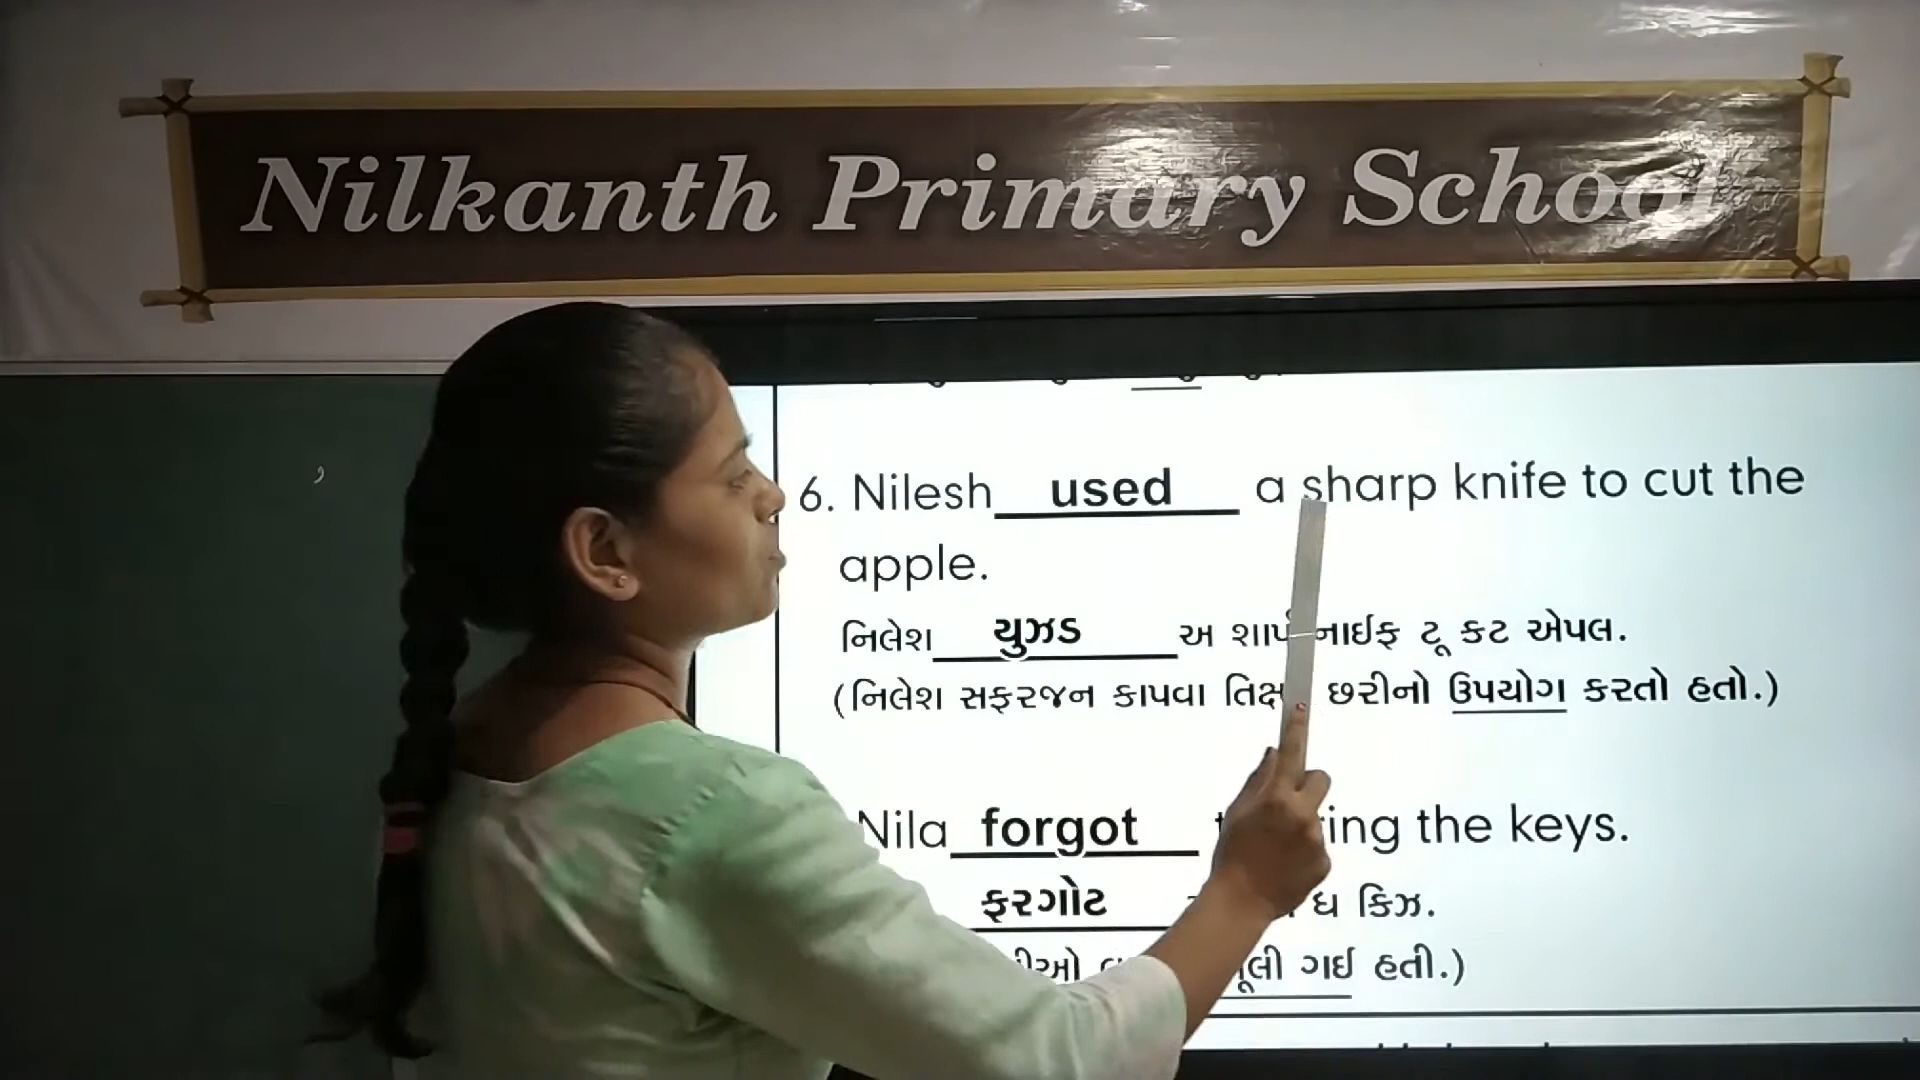 Nilkanth Primary School
6. Nilesh used a sharp knife to cut the
apple.
નિલેશ યુઝડ અ શાર્પ નાઈફ ટૂ કટ એપલ.
(નિલેશ સફરજન કાપવા તિક્ષ્ણ છરીનો ઉપયોગ કરતો હતો.)
Nila forgot the keys.
ફરગોટ ધ કિઝ.
ગઈ હતી.)